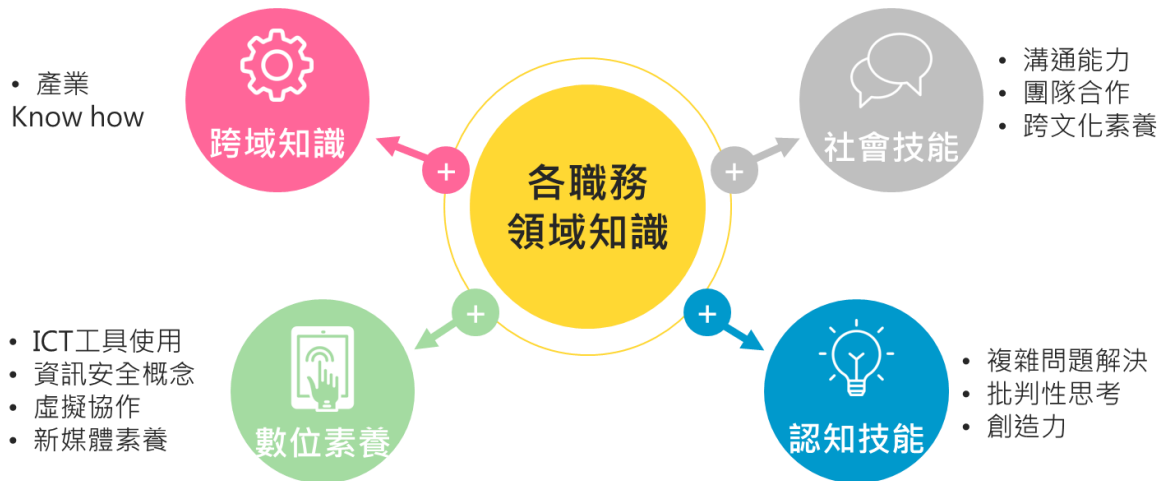 • 產業
Know how
跨域知識
各職務
領域知識
社會技能
• 溝通能力
• 團隊合作
• 跨文化素養
• ICT工具使用
• 資訊安全概念
• 虛擬協作
• 新媒體素養
數位素養
認知技能
• 複雜問題解決
• 批判性思考
• 創造力